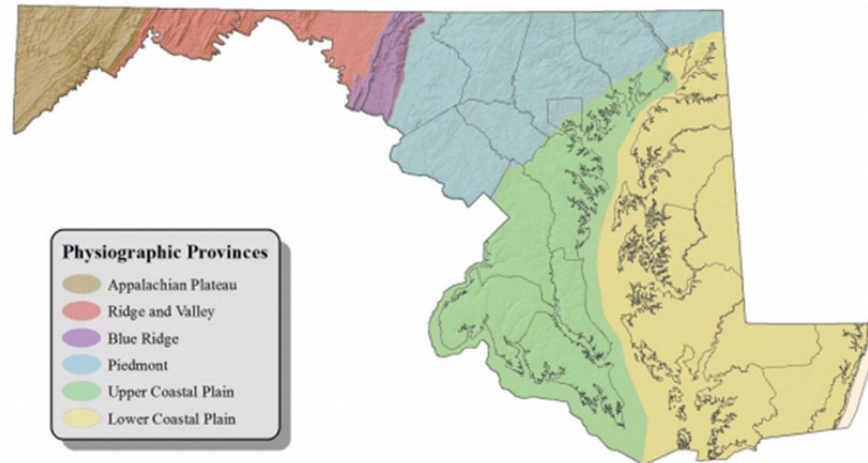 Physiographic Provinces
Appalachian Plateau
Ridge and Valley
Blue Ridge
Piedmont
Upper Coastal Plain
Lower Coastal Plain